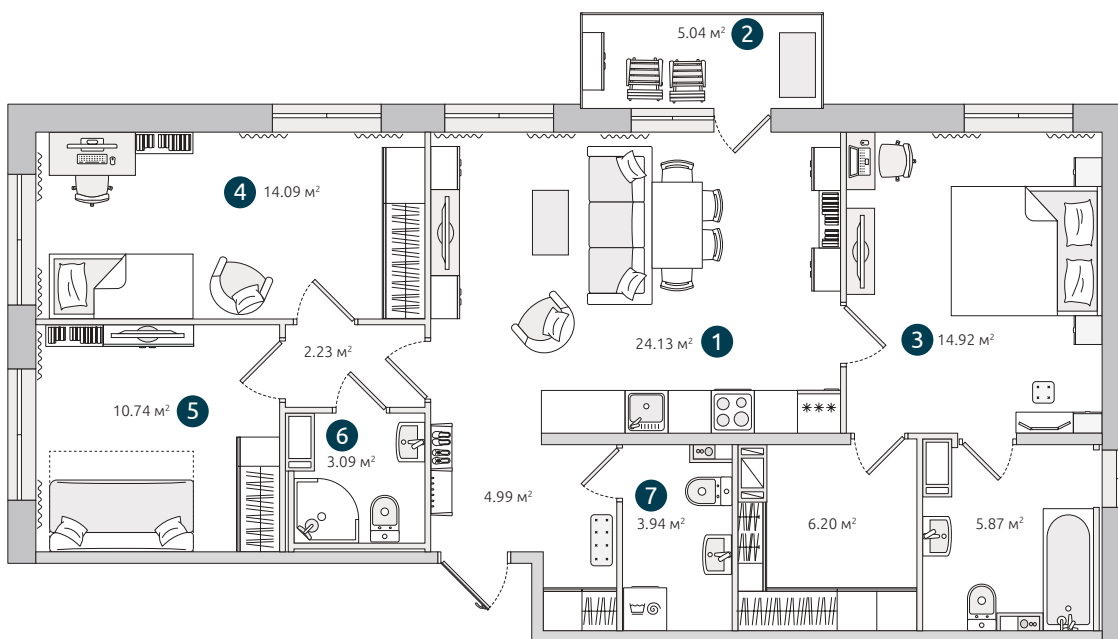 5.04 м² 2
4 14.09 м²
24.13 м² 1
3 14.92 м²
2.23 м²
10.74 м² 5
6
3.09 м²
4.99 м²
7
3.94 м²
6.20 м²
5.87 м²